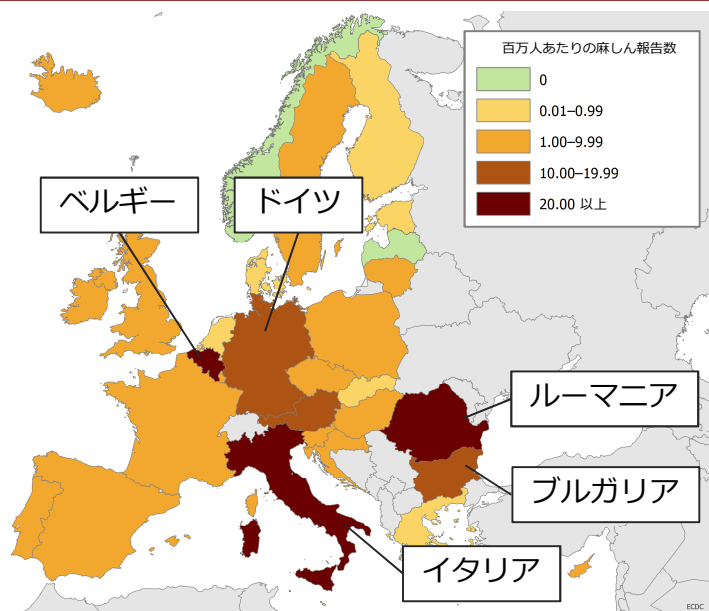 百万人あたりの麻しん報告数
0
0.01–0.99
1.00–9.99
10.00–19.99
20.00 以上
ベルギー
ドイツ
ルーマニア
ブルガリア
イタリア
ECDC